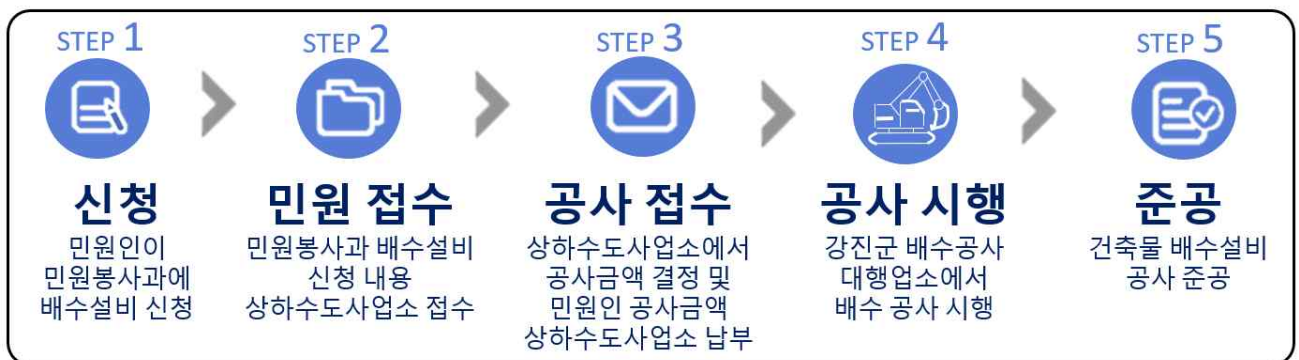 STEP 1
신청
민원인이
민원봉사과에
배수설비 신청
STEP 2
민원 접수
민원봉사과 배수설비
신청 내용
상하수도사업소 접수
STEP 3
공사 접수
상하수도사업소에서
공사금액 결정 및
민원인 공사금액
상하수도사업소 납부
STEP 4
공사 시행
강진군 배수공사
대행업소에서
배수 공사 시행
STEP 5
준공
건축물 배수설비
공사 준공